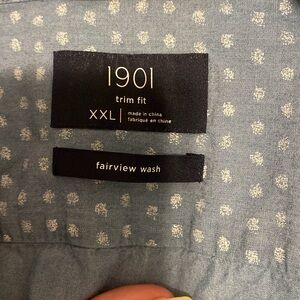 1901
trim fit
XXL | made in china
fabriqué en chine
fairview wash